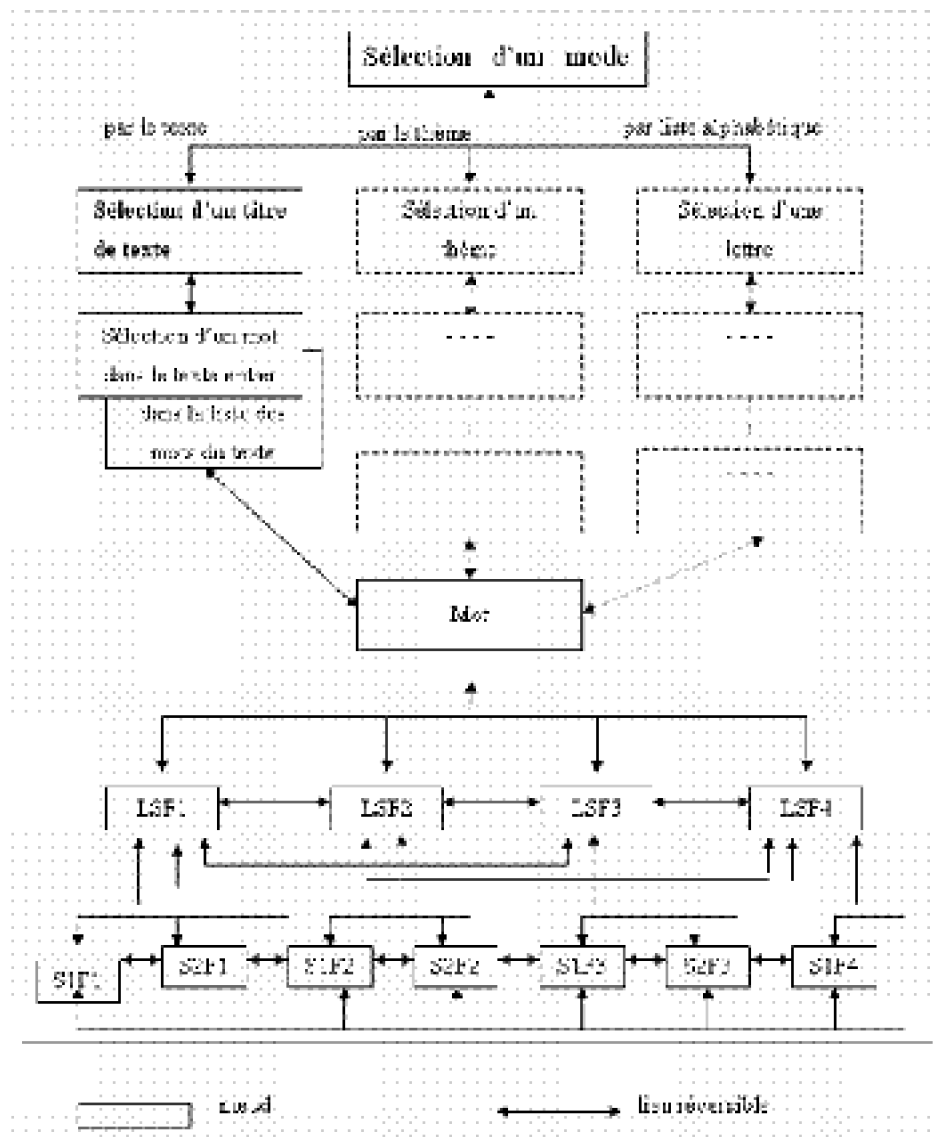 Sélection d'un mode
par le texte
par le thème
par liste alphabétique
Sélection d'un titre
de texte
Sélection d'un
thème
Sélection d'une
lettre
Sélection d'un mot
dans le texte entier
dans la liste des
mots du texte
- - - -
- - - -
- - - -
Mot
LSF1
LSF2
LSF3
LSF4
S1F1
S2F1
S1F2
S2F2
S1F3
S2F3
S1F4
nœud
lien réversible